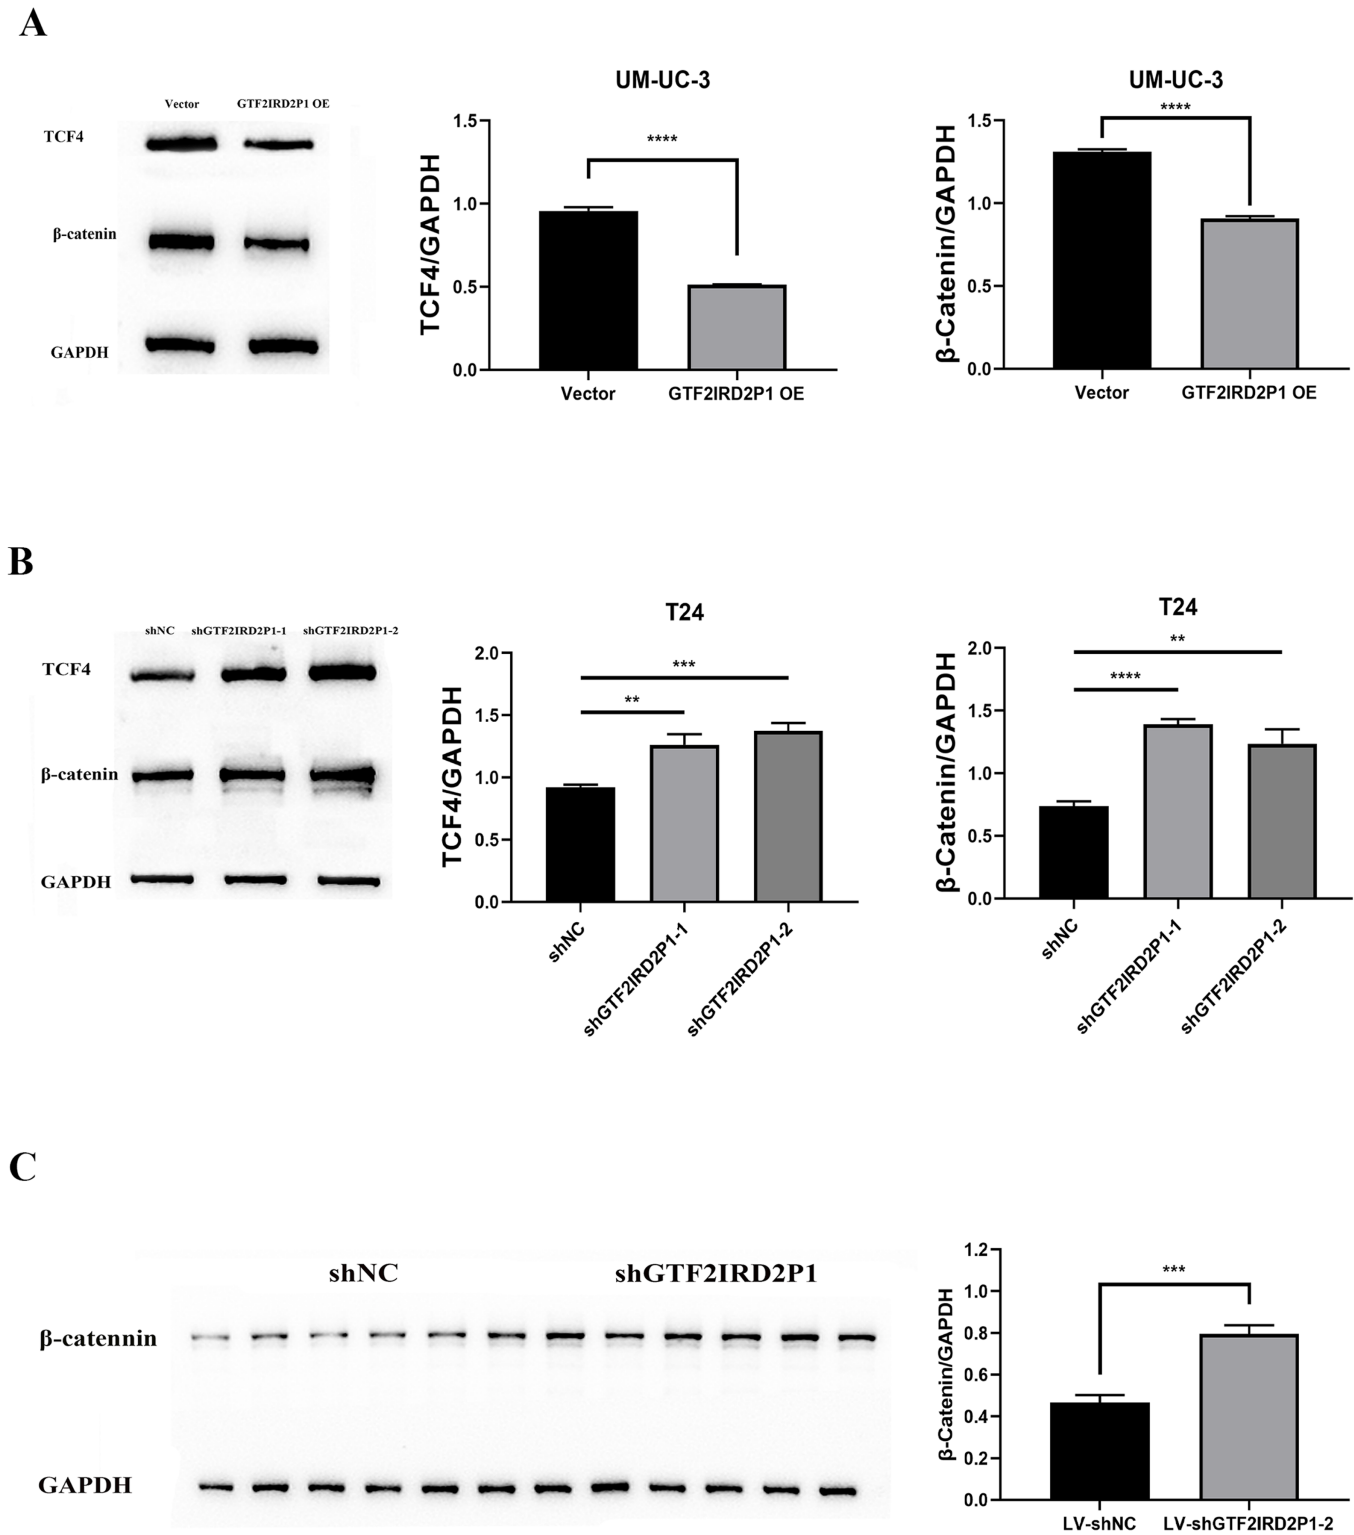 A
Vector GTF2IRD2P1 OE
TCF4
β-catenin
GAPDH
UM-UC-3
****
TCF4/GAPDH
1.5
1.0
0.5
0.0
Vector GTF2IRD2P1 OE
UM-UC-3
****
β-Catenin/GAPDH
1.5
1.0
0.5
0.0
Vector GTF2IRD2P1 OE
B
shNC shGTF2IRD2P1-1 shGTF2IRD2P1-2
TCF4
β-catenin
GAPDH
T24
***
**
TCF4/GAPDH
2.0
1.5
1.0
0.5
0.0
shNC
shGTF2IRD2P1-1
shGTF2IRD2P1-2
T24
**
****
β-Catenin/GAPDH
2.0
1.5
1.0
0.5
0.0
shNC
shGTF2IRD2P1-1
shGTF2IRD2P1-2
C
shNC shGTF2IRD2P1
β-catennin
GAPDH
***
β-Catenin/GAPDH
1.2
1.0
0.8
0.6
0.4
0.2
0.0
LV-shNC LV-shGTF2IRD2P1-2